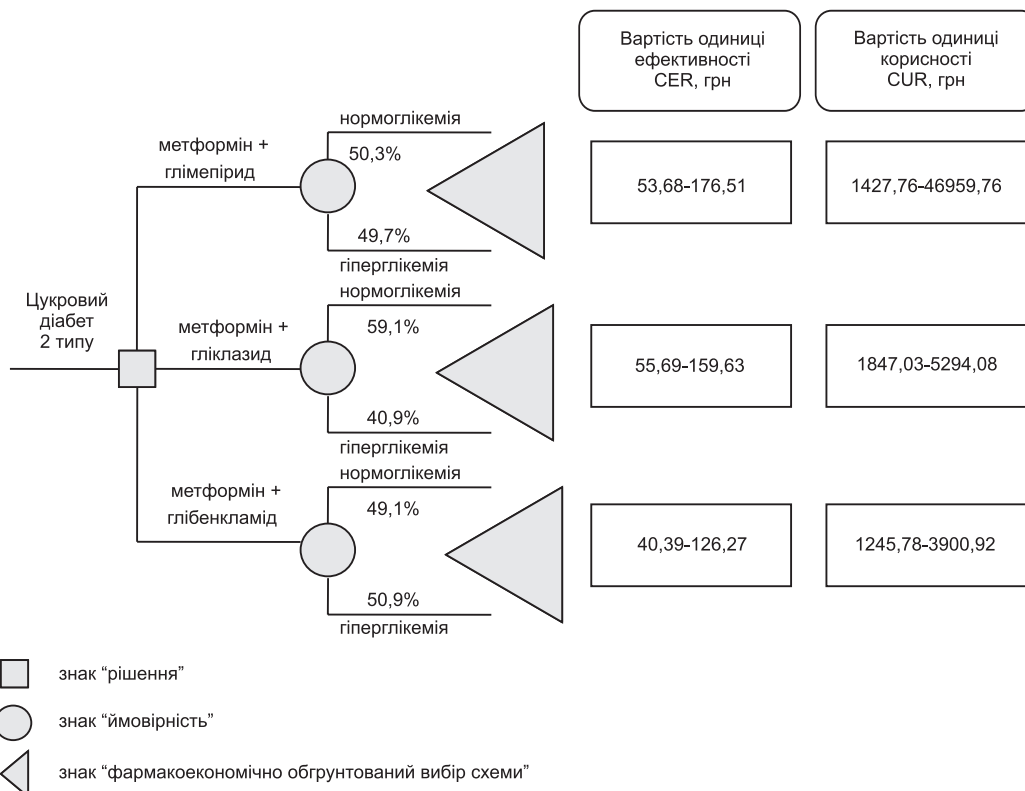 Вартість одиниці
ефективності
CER, грн
Вартість одиниці
корисності
CUR, грн
нормоглікемія
метформін +
глімепірид
50,3%
53,68-176,51
1427,76-46959,76
49,7%
гіперглікемія
Цукровий
діабет
2 типу
нормоглікемія
метформін +
гліклазид
59,1%
55,69-159,63
1847,03-5294,08
40,9%
гіперглікемія
нормоглікемія
метформін +
глібенкламід
49,1%
40,39-126,27
1245,78-3900,92
50,9%
гіперглікемія
знак “рішення”
знак “ймовірність”
знак “фармакоекономічно обгрунтований вибір схеми”